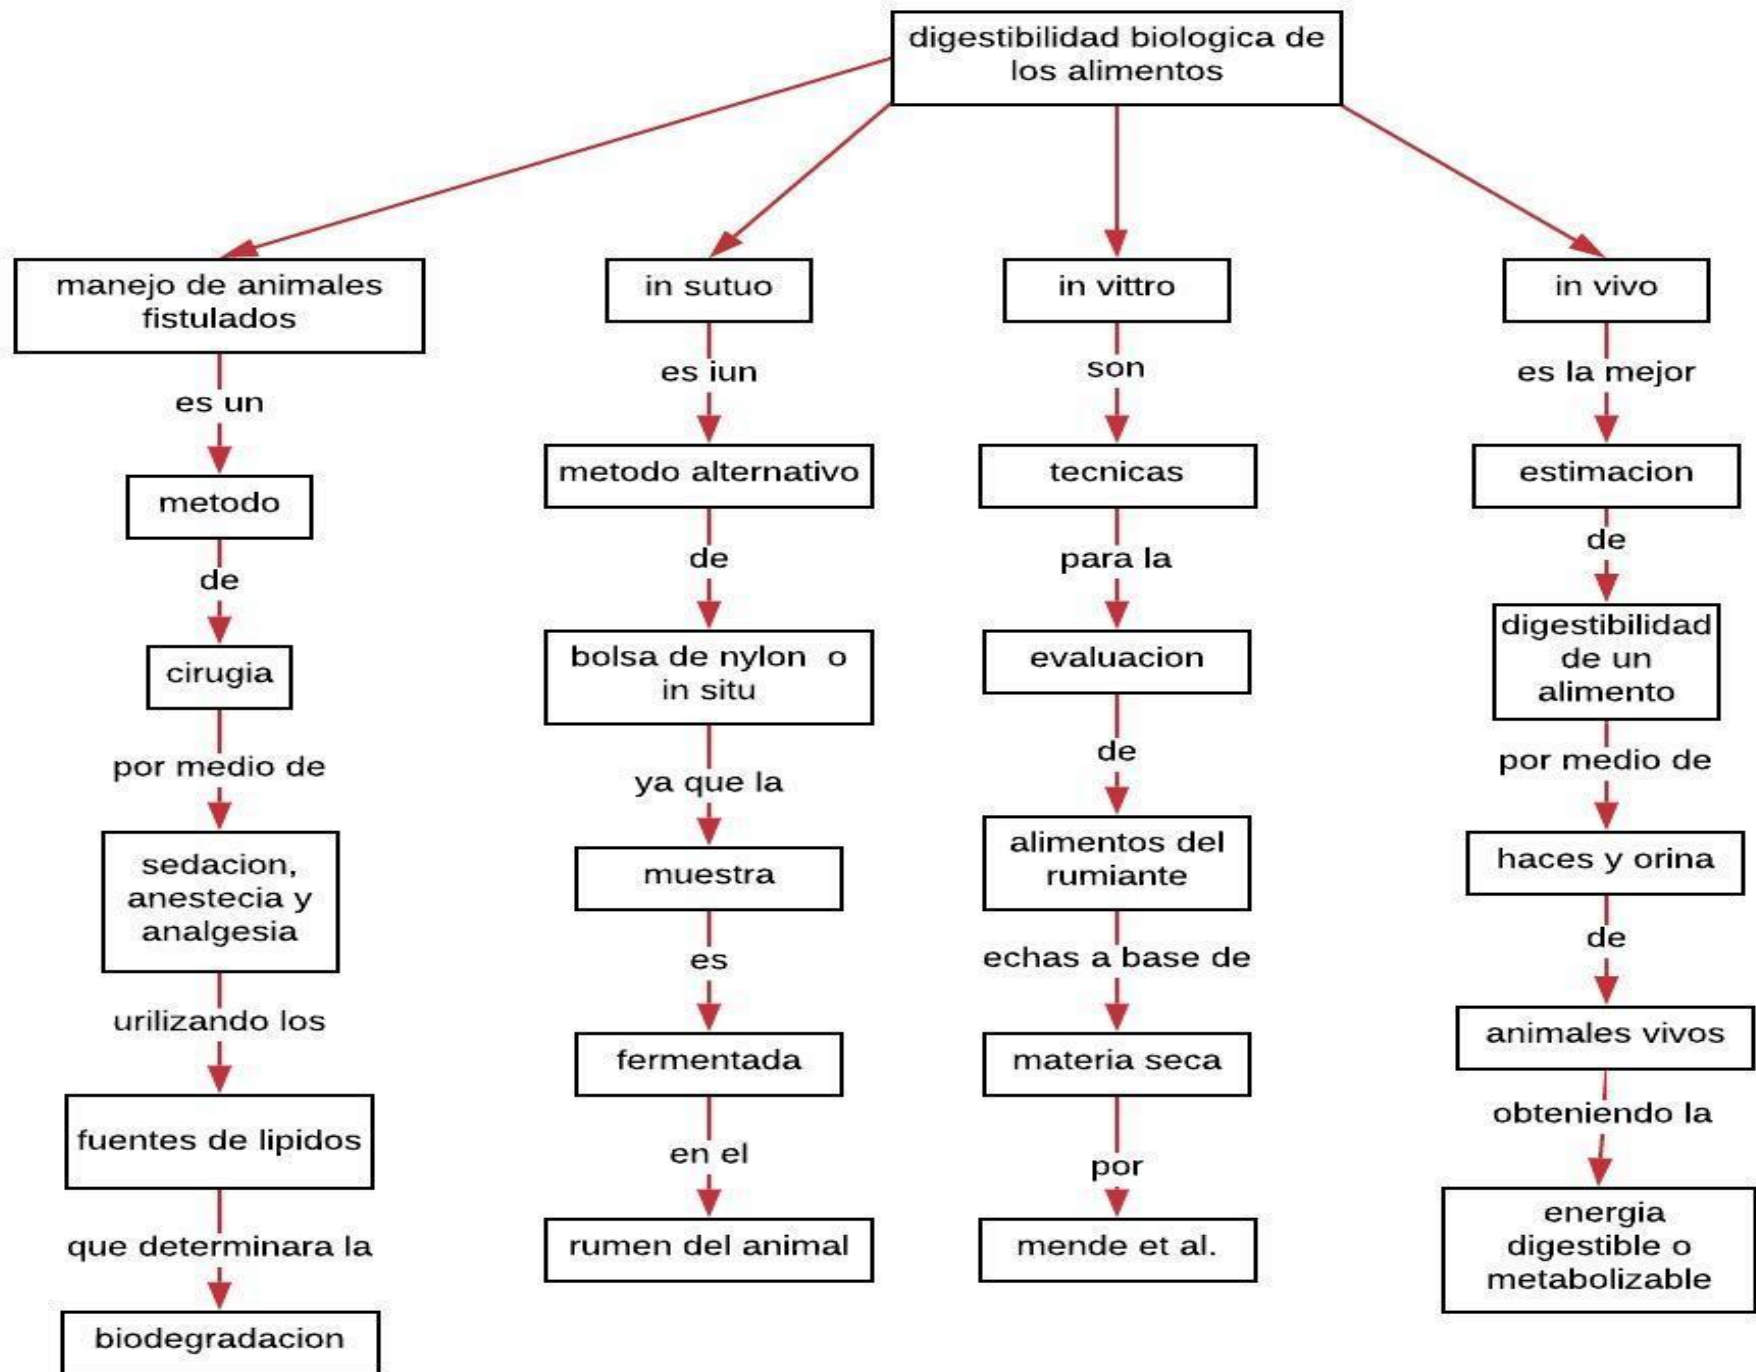 digestibilidad biologica de
los alimentos
manejo de animales
fistulados
es un
metodo
de
cirugia
por medio de
sedacion,
anestecia y
analgesia
urilizando los
fuentes de lipidos
que determinara la
biodegradacion
in sutuo
es iun
metodo alternativo
de
bolsa de nylon o
in situ
ya que la
muestra
es
fermentada
en el
rumen del animal
in vittro
son
tecnicas
para la
evaluacion
de
alimentos del
rumiante
echas a base de
materia seca
por
mende et al.
in vivo
es la mejor
estimacion
de
digestibilidad
de un
alimento
por medio de
haces y orina
de
animales vivos
obteniendo la
energia
digestible o
metabolizable